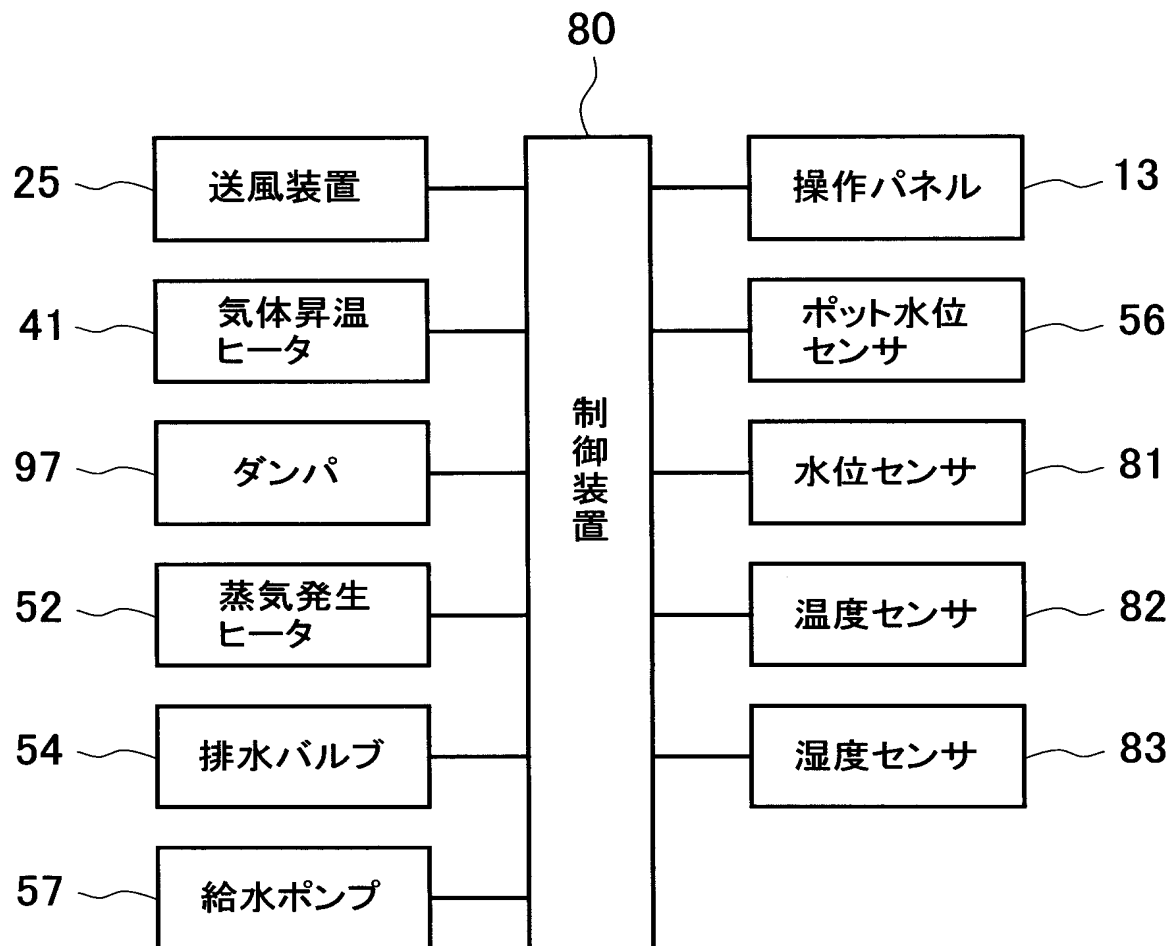 80
25
送風装置
操作パネル
13
41
気体昇温
ヒータ
ポット水位
センサ
56
97
ダンパ
制御装置
水位センサ
81
52
蒸気発生
ヒータ
温度センサ
82
54
排水バルブ
湿度センサ
83
57
給水ポンプ